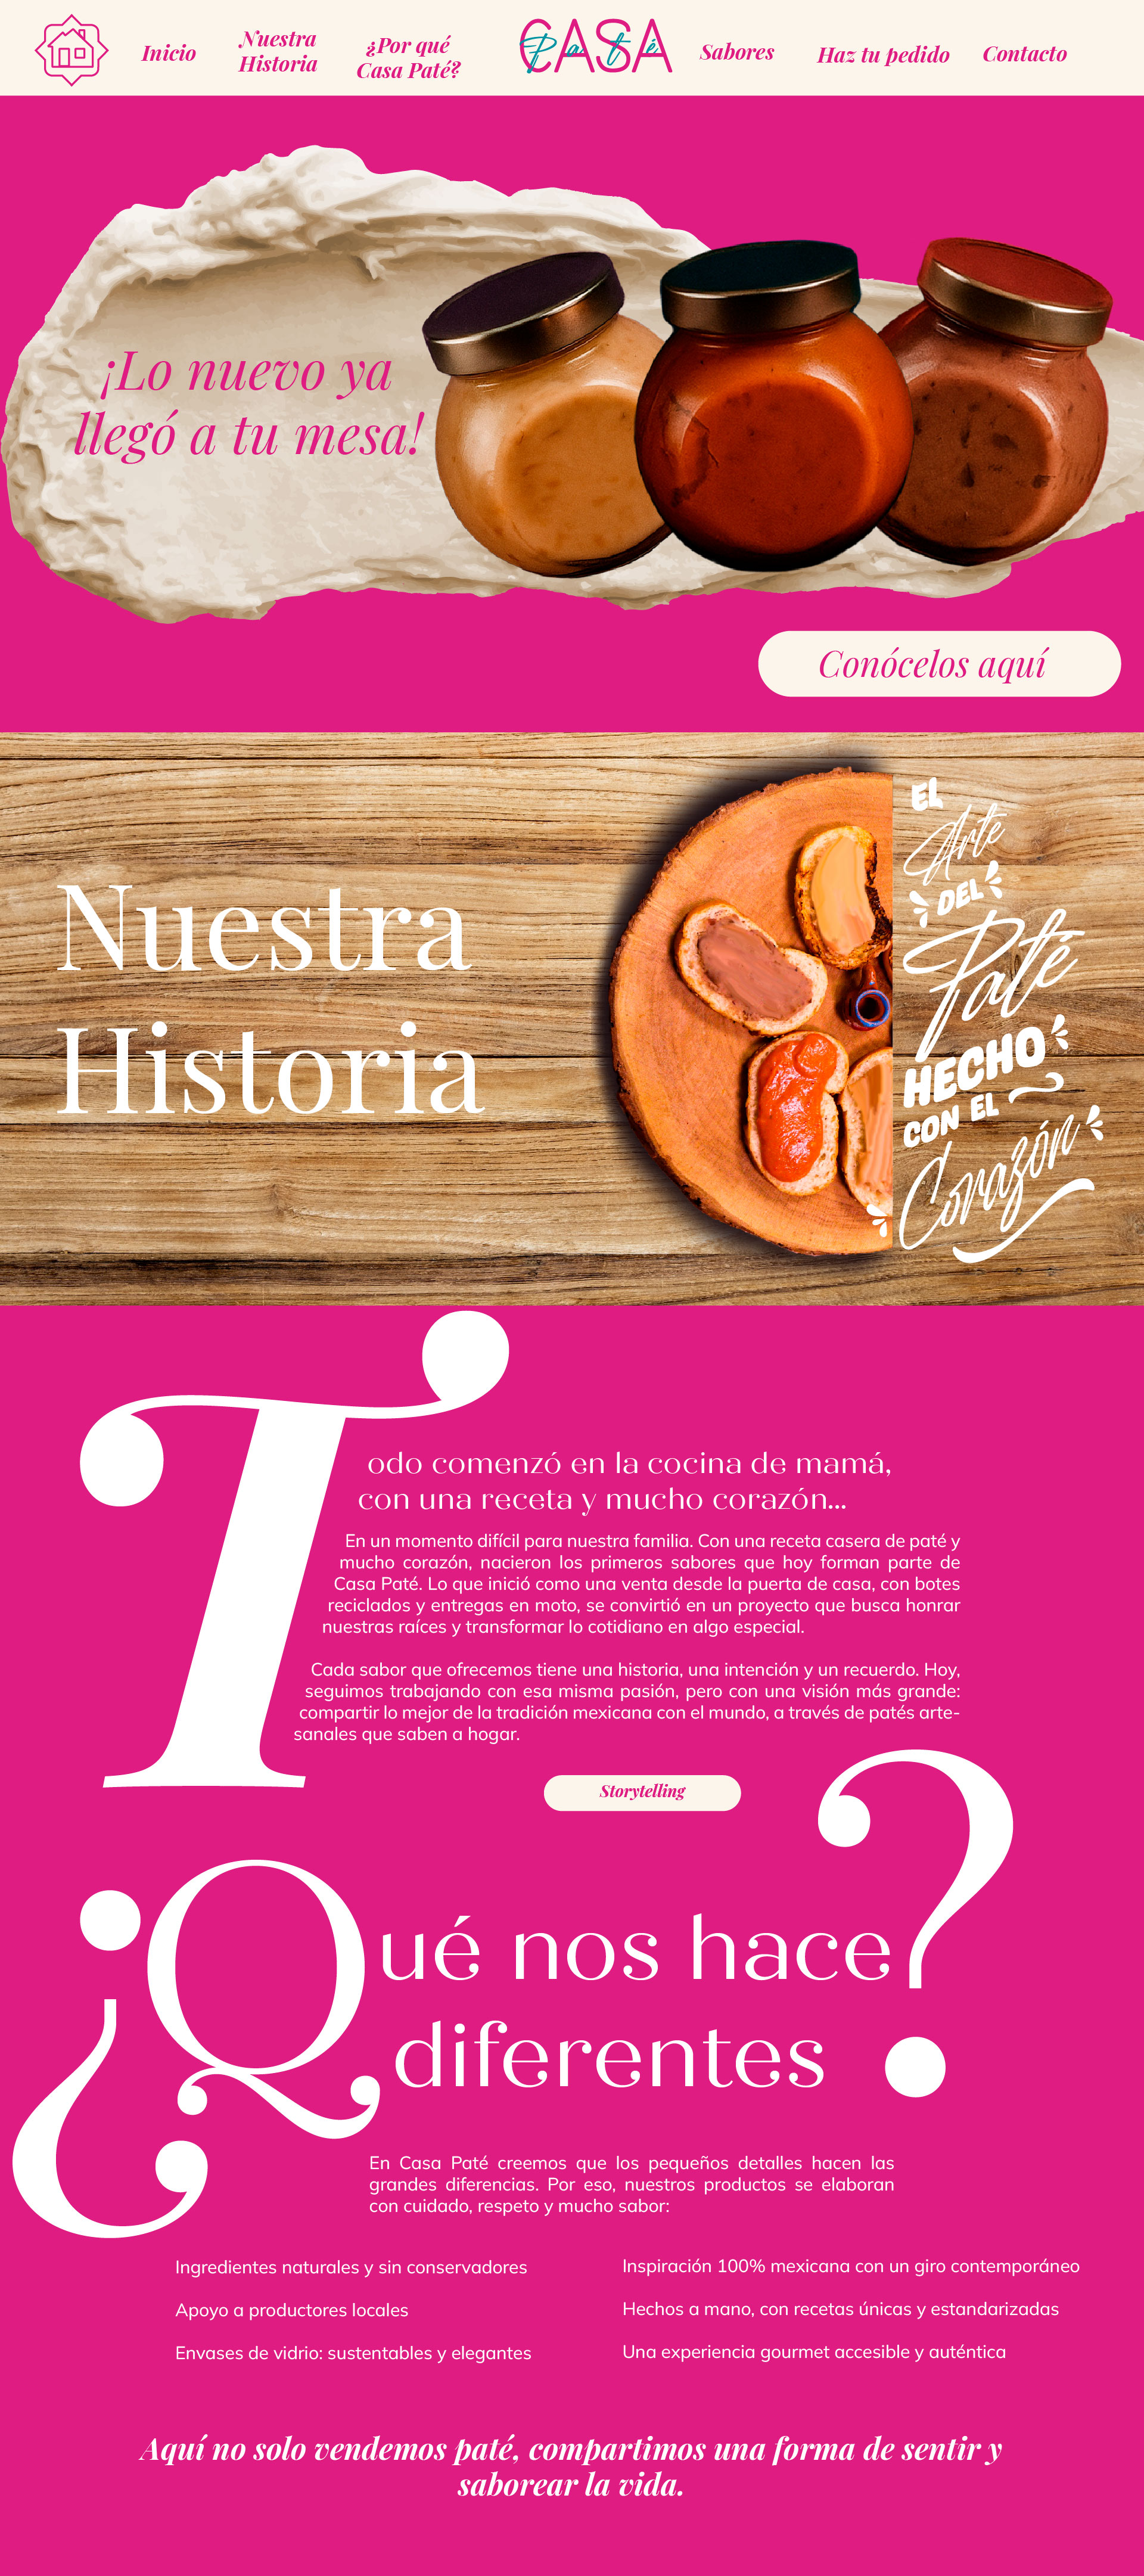 Inicio
Nuestra
Historia
¿Por qué
Casa Paté?
CASA
Paté
Sabores
Haz tu pedido
Contacto
¡Lo nuevo ya
llegó a tu mesa!
Conócelos aquí
Nuestra
Historia
EL
Arte
DEL
Paté
HECHO
CON EL
Corazón
Todo comenzó en la cocina de mamá,
con una receta y mucho corazón...
En un momento difícil para nuestra familia. Con una receta casera de paté y
mucho corazón, nacieron los primeros sabores que hoy forman parte de
Casa Paté. Lo que inició como una venta desde la puerta de casa, con botes
reciclados y entregas en moto, se convirtió en un proyecto que busca honrar
nuestras raíces y transformar lo cotidiano en algo especial.
Cada sabor que ofrecemos tiene una historia, una intención y un recuerdo. Hoy,
seguimos trabajando con esa misma pasión, pero con una visión más grande:
compartir lo mejor de la tradición mexicana con el mundo, a través de patés arte-
sanales que saben a hogar.
Storytelling
¿Qué nos hace
diferentes?
En Casa Paté creemos que los pequeños detalles hacen las
grandes diferencias. Por eso, nuestros productos se elaboran
con cuidado, respeto y mucho sabor:
Ingredientes naturales y sin conservadores
Apoyo a productores locales
Envases de vidrio: sustentables y elegantes
Inspiración 100% mexicana con un giro contemporáneo
Hechos a mano, con recetas únicas y estandarizadas
Una experiencia gourmet accesible y auténtica
Aquí no solo vendemos paté, compartimos una forma de sentir y
saborear la vida.